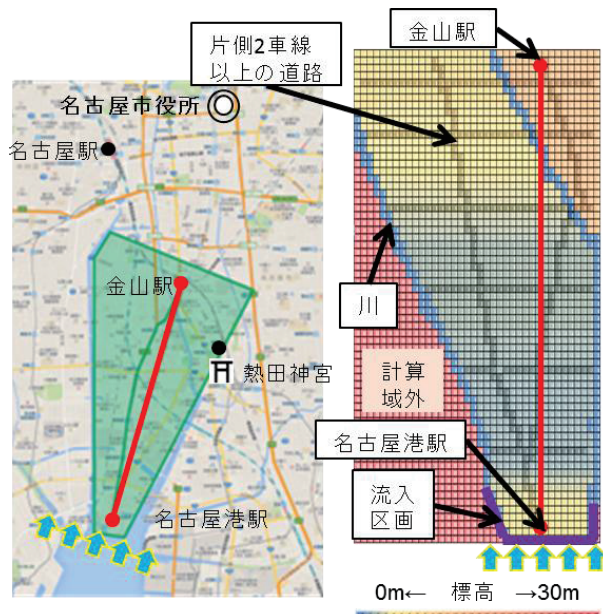 片側2車線
以上の道路
金山駅
名古屋市役所
名古屋駅
金山駅
熱田神宮
名古屋港駅
川
計算
域外
名古屋港駅
流入
区画
0m← 標高 →30m